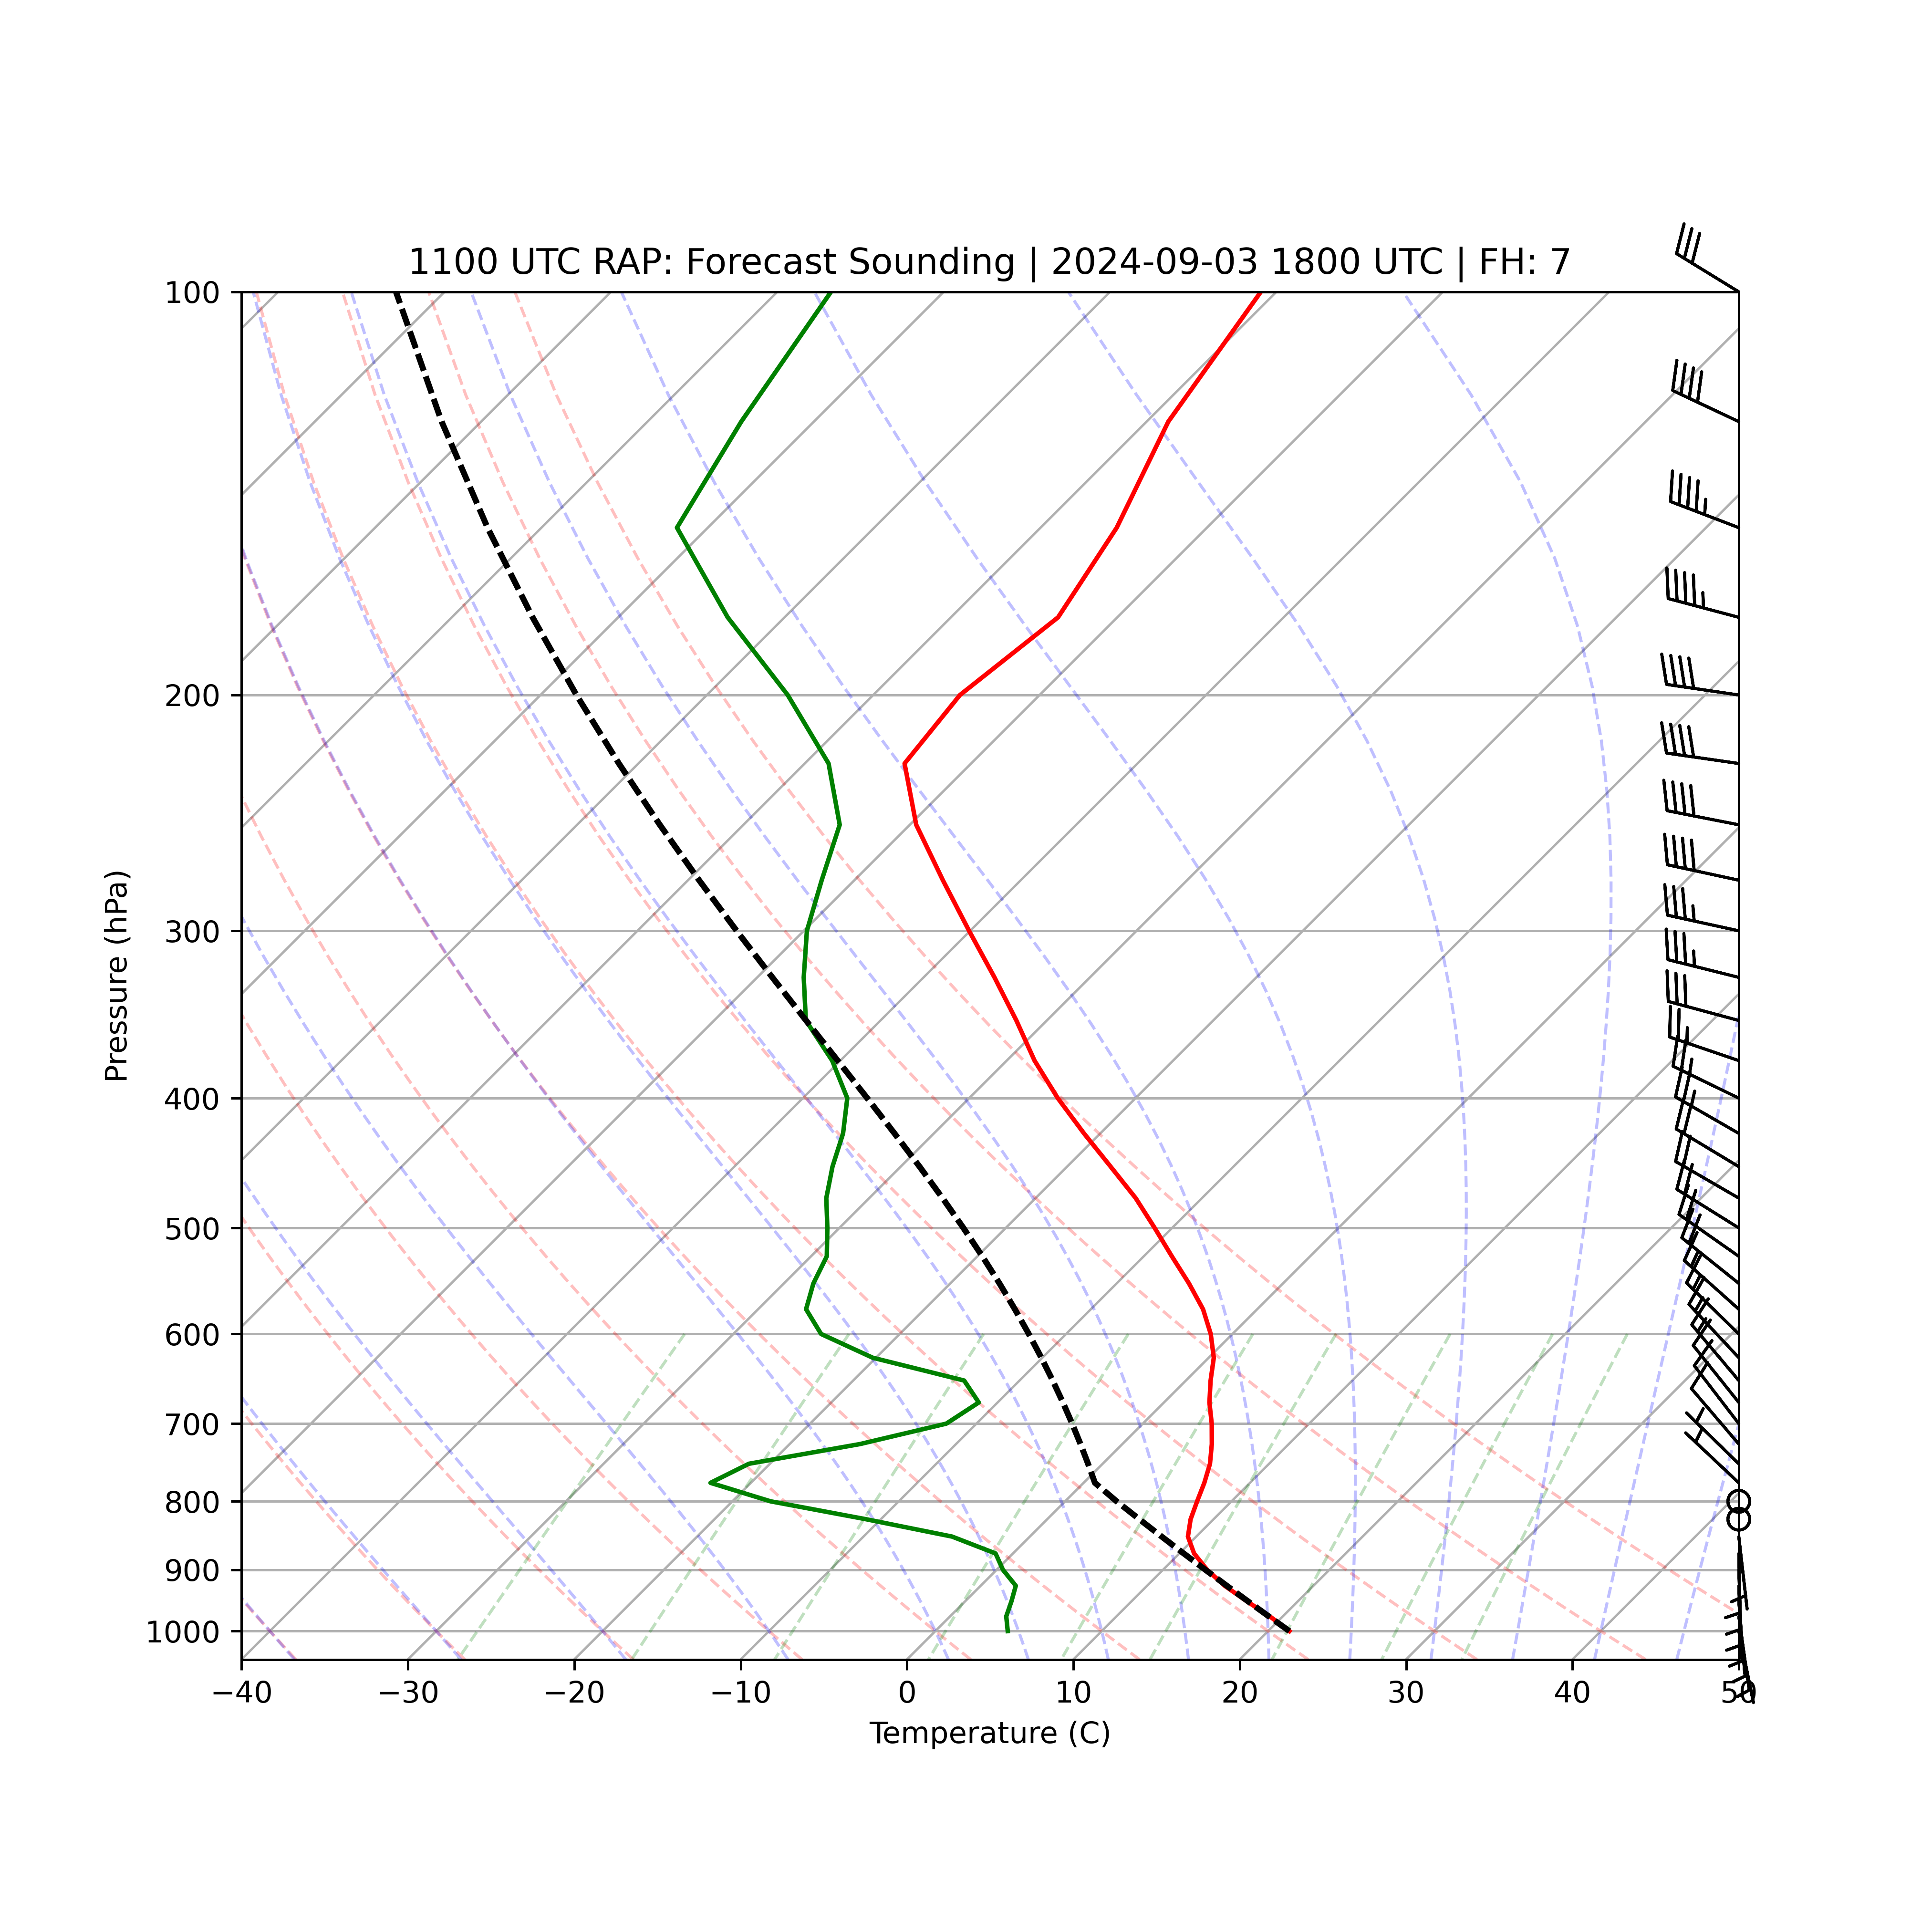 1100 UTC RAP: Forecast Sounding | 2024-09-03 1800 UTC | FH: 7
100
200
300
400
500
600
700
800
900
1000
Pressure (hPa)
−40 −30 −20 −10 0 10 20 30 40 50
Temperature (C)